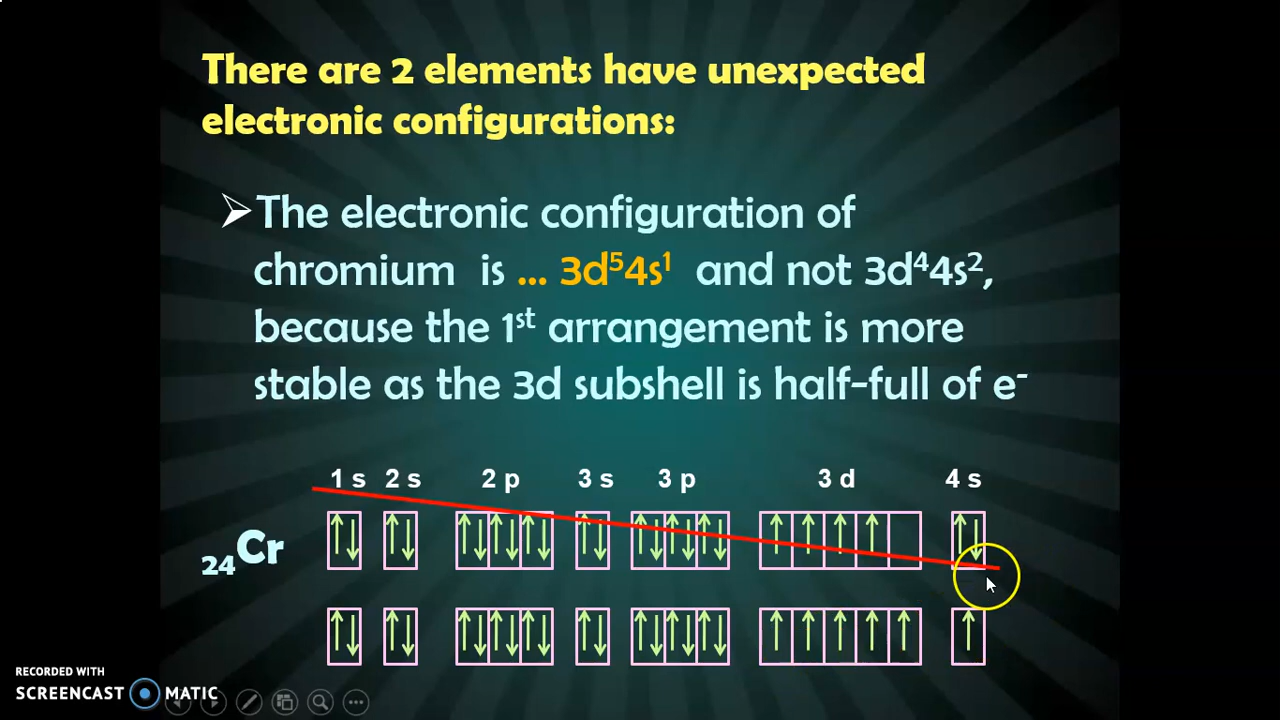 There are 2 elements have unexpected
electronic configurations:
➢The electronic configuration of
chromium is ... 3d⁵4s¹ and not 3d⁴4s²,
because the 1ˢᵗ arrangement is more
stable as the 3d subshell is half-full of e⁻
1 s 2 s 2 p 3 s 3 p 3 d 4 s
₂₄Cr
RECORDED WITH
SCREENCAST MATIC